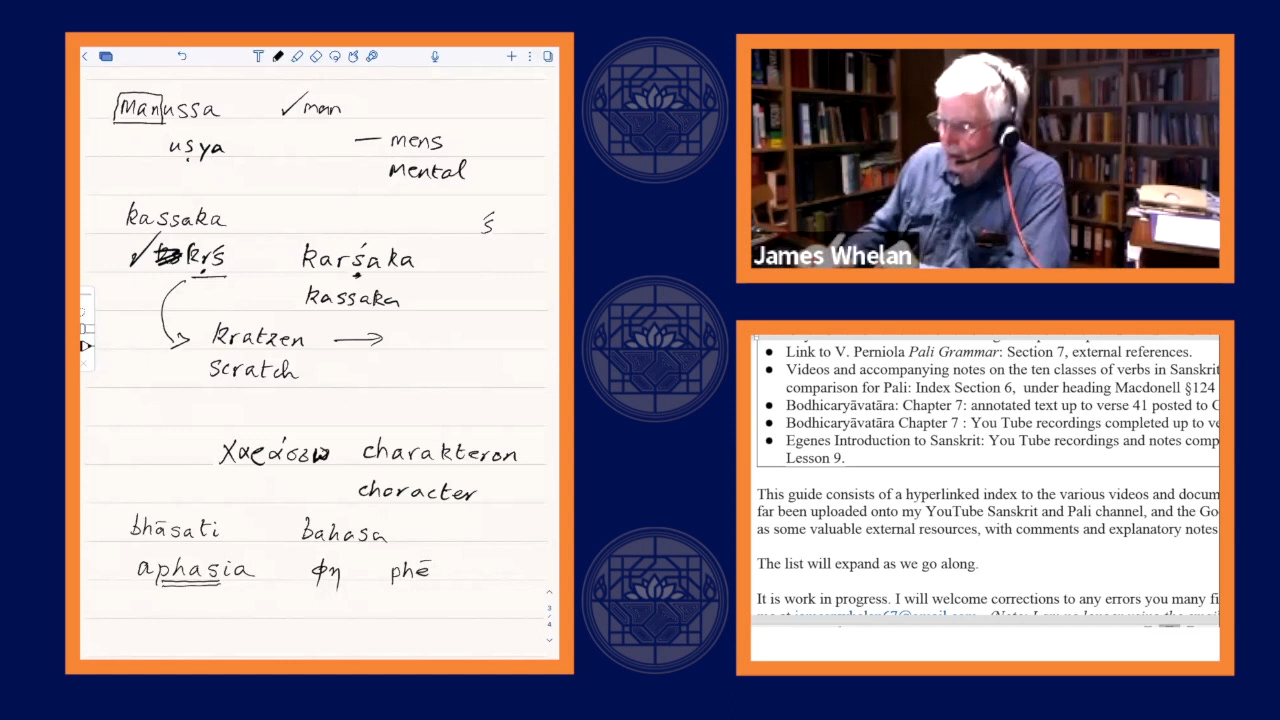 Manussa √man
uṣya — mens
mental
kassaka ś
√ kṛṣ karṣaka
kassaka
kratzen →
scratch
χαράσσω charakteron
character
bhāsati bahasa
aphasia φη phē
3
4
James Whelan
● Link to V. Perniola Pali Grammar: Section 7, external references.
● Videos and accompanying notes on the ten classes of verbs in Sanskrit
comparison for Pali: Index Section 6, under heading Macdonell §124
● Bodhicaryāvatāra: Chapter 7: annotated text up to verse 41 posted to
● Bodhicaryāvatāra Chapter 7 : You Tube recordings completed up to
● Egenes Introduction to Sanskrit: You Tube recordings and notes comp
Lesson 9.
This guide consists of a hyperlinked index to the various videos and docum
far been uploaded onto my YouTube Sanskrit and Pali channel, and the Go
as some valuable external resources, with comments and explanatory notes
The list will expand as we go along.
It is work in progress. I will welcome corrections to any errors you many fi